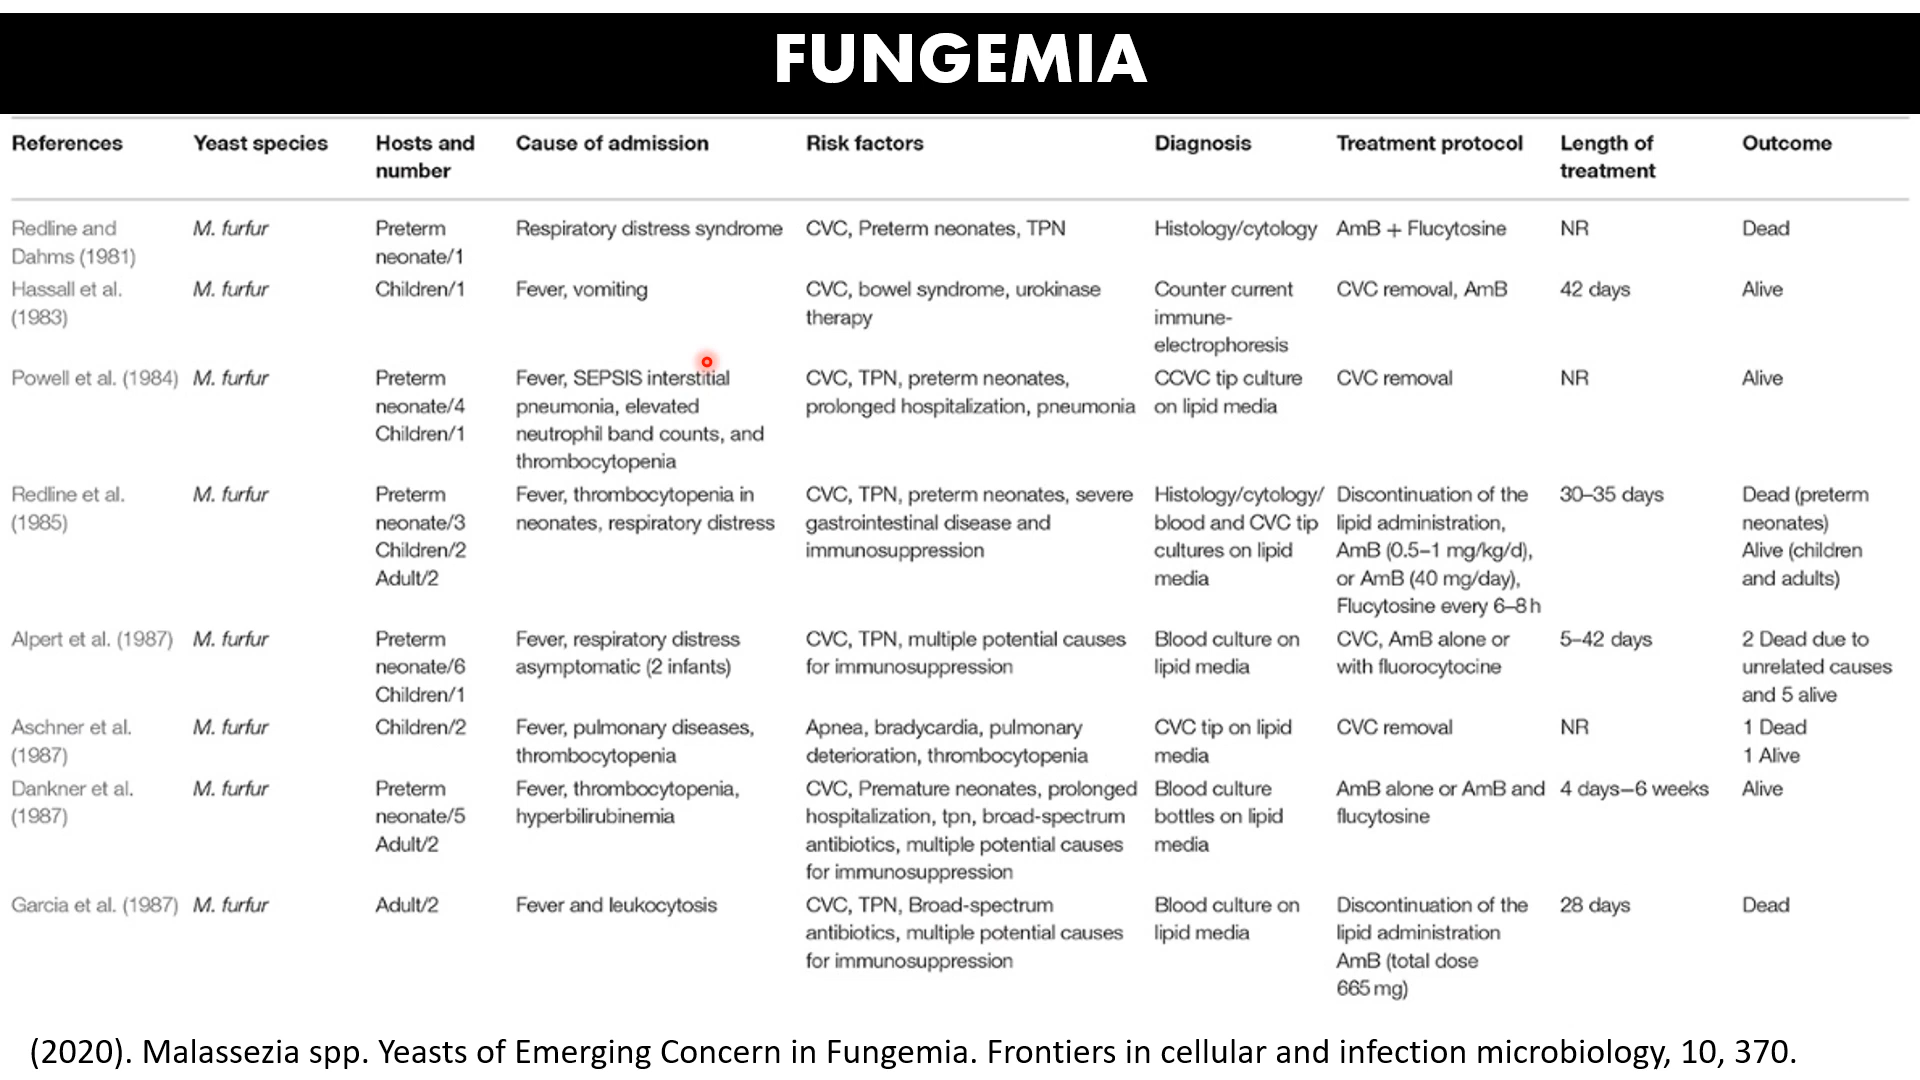 FUNGEMIA
References Yeast species Hosts and number Cause of admission Risk factors Diagnosis Treatment protocol Length of treatment Outcome
Redline and Dahms (1981) M. furfur Preterm neonate/1 Respiratory distress syndrome CVC, Preterm neonates, TPN Histology/cytology AmB + Flucytosine NR Dead
Hassall et al. (1983) M. furfur Children/1 Fever, vomiting CVC, bowel syndrome, urokinase therapy Counter current immune-electrophoresis CVC removal, AmB 42 days Alive
Powell et al. (1984) M. furfur Preterm neonate/4 Children/1 Fever, SEPSIS interstitial pneumonia, elevated neutrophil band counts, and thrombocytopenia CVC, TPN, preterm neonates, prolonged hospitalization, pneumonia CCVC tip culture on lipid media CVC removal NR Alive
Redline et al. (1985) M. furfur Preterm neonate/3 Children/2 Adult/2 Fever, thrombocytopenia in neonates, respiratory distress CVC, TPN, preterm neonates, severe gastrointestinal disease and immunosuppression Histology/cytology/ blood and CVC tip cultures on lipid media Discontinuation of the lipid administration, AmB (0.5–1 mg/kg/d), or AmB (40 mg/day), Flucytosine every 6–8 h 30–35 days Dead (preterm neonates) Alive (children and adults)
Alpert et al. (1987) M. furfur Preterm neonate/6 Children/1 Fever, respiratory distress asymptomatic (2 infants) CVC, TPN, multiple potential causes for immunosuppression Blood culture on lipid media CVC, AmB alone or with fluorocytocine 5–42 days 2 Dead due to unrelated causes and 5 alive
Aschner et al. (1987) M. furfur Children/2 Fever, pulmonary diseases, thrombocytopenia Apnea, bradycardia, pulmonary deterioration, thrombocytopenia CVC tip on lipid media CVC removal NR 1 Dead 1 Alive
Dankner et al. (1987) M. furfur Preterm neonate/5 Adult/2 Fever, thrombocytopenia, hyperbilirubinemia CVC, Premature neonates, prolonged hospitalization, tpn, broad-spectrum antibiotics, multiple potential causes for immunosuppression Blood culture bottles on lipid media AmB alone or AmB and flucytosine 4 days–6 weeks Alive
Garcia et al. (1987) M. furfur Adult/2 Fever and leukocytosis CVC, TPN, Broad-spectrum antibiotics, multiple potential causes for immunosuppression Blood culture on lipid media Discontinuation of the lipid administration AmB (total dose 665 mg) 28 days Dead
(2020). Malassezia spp. Yeasts of Emerging Concern in Fungemia. Frontiers in cellular and infection microbiology, 10, 370.